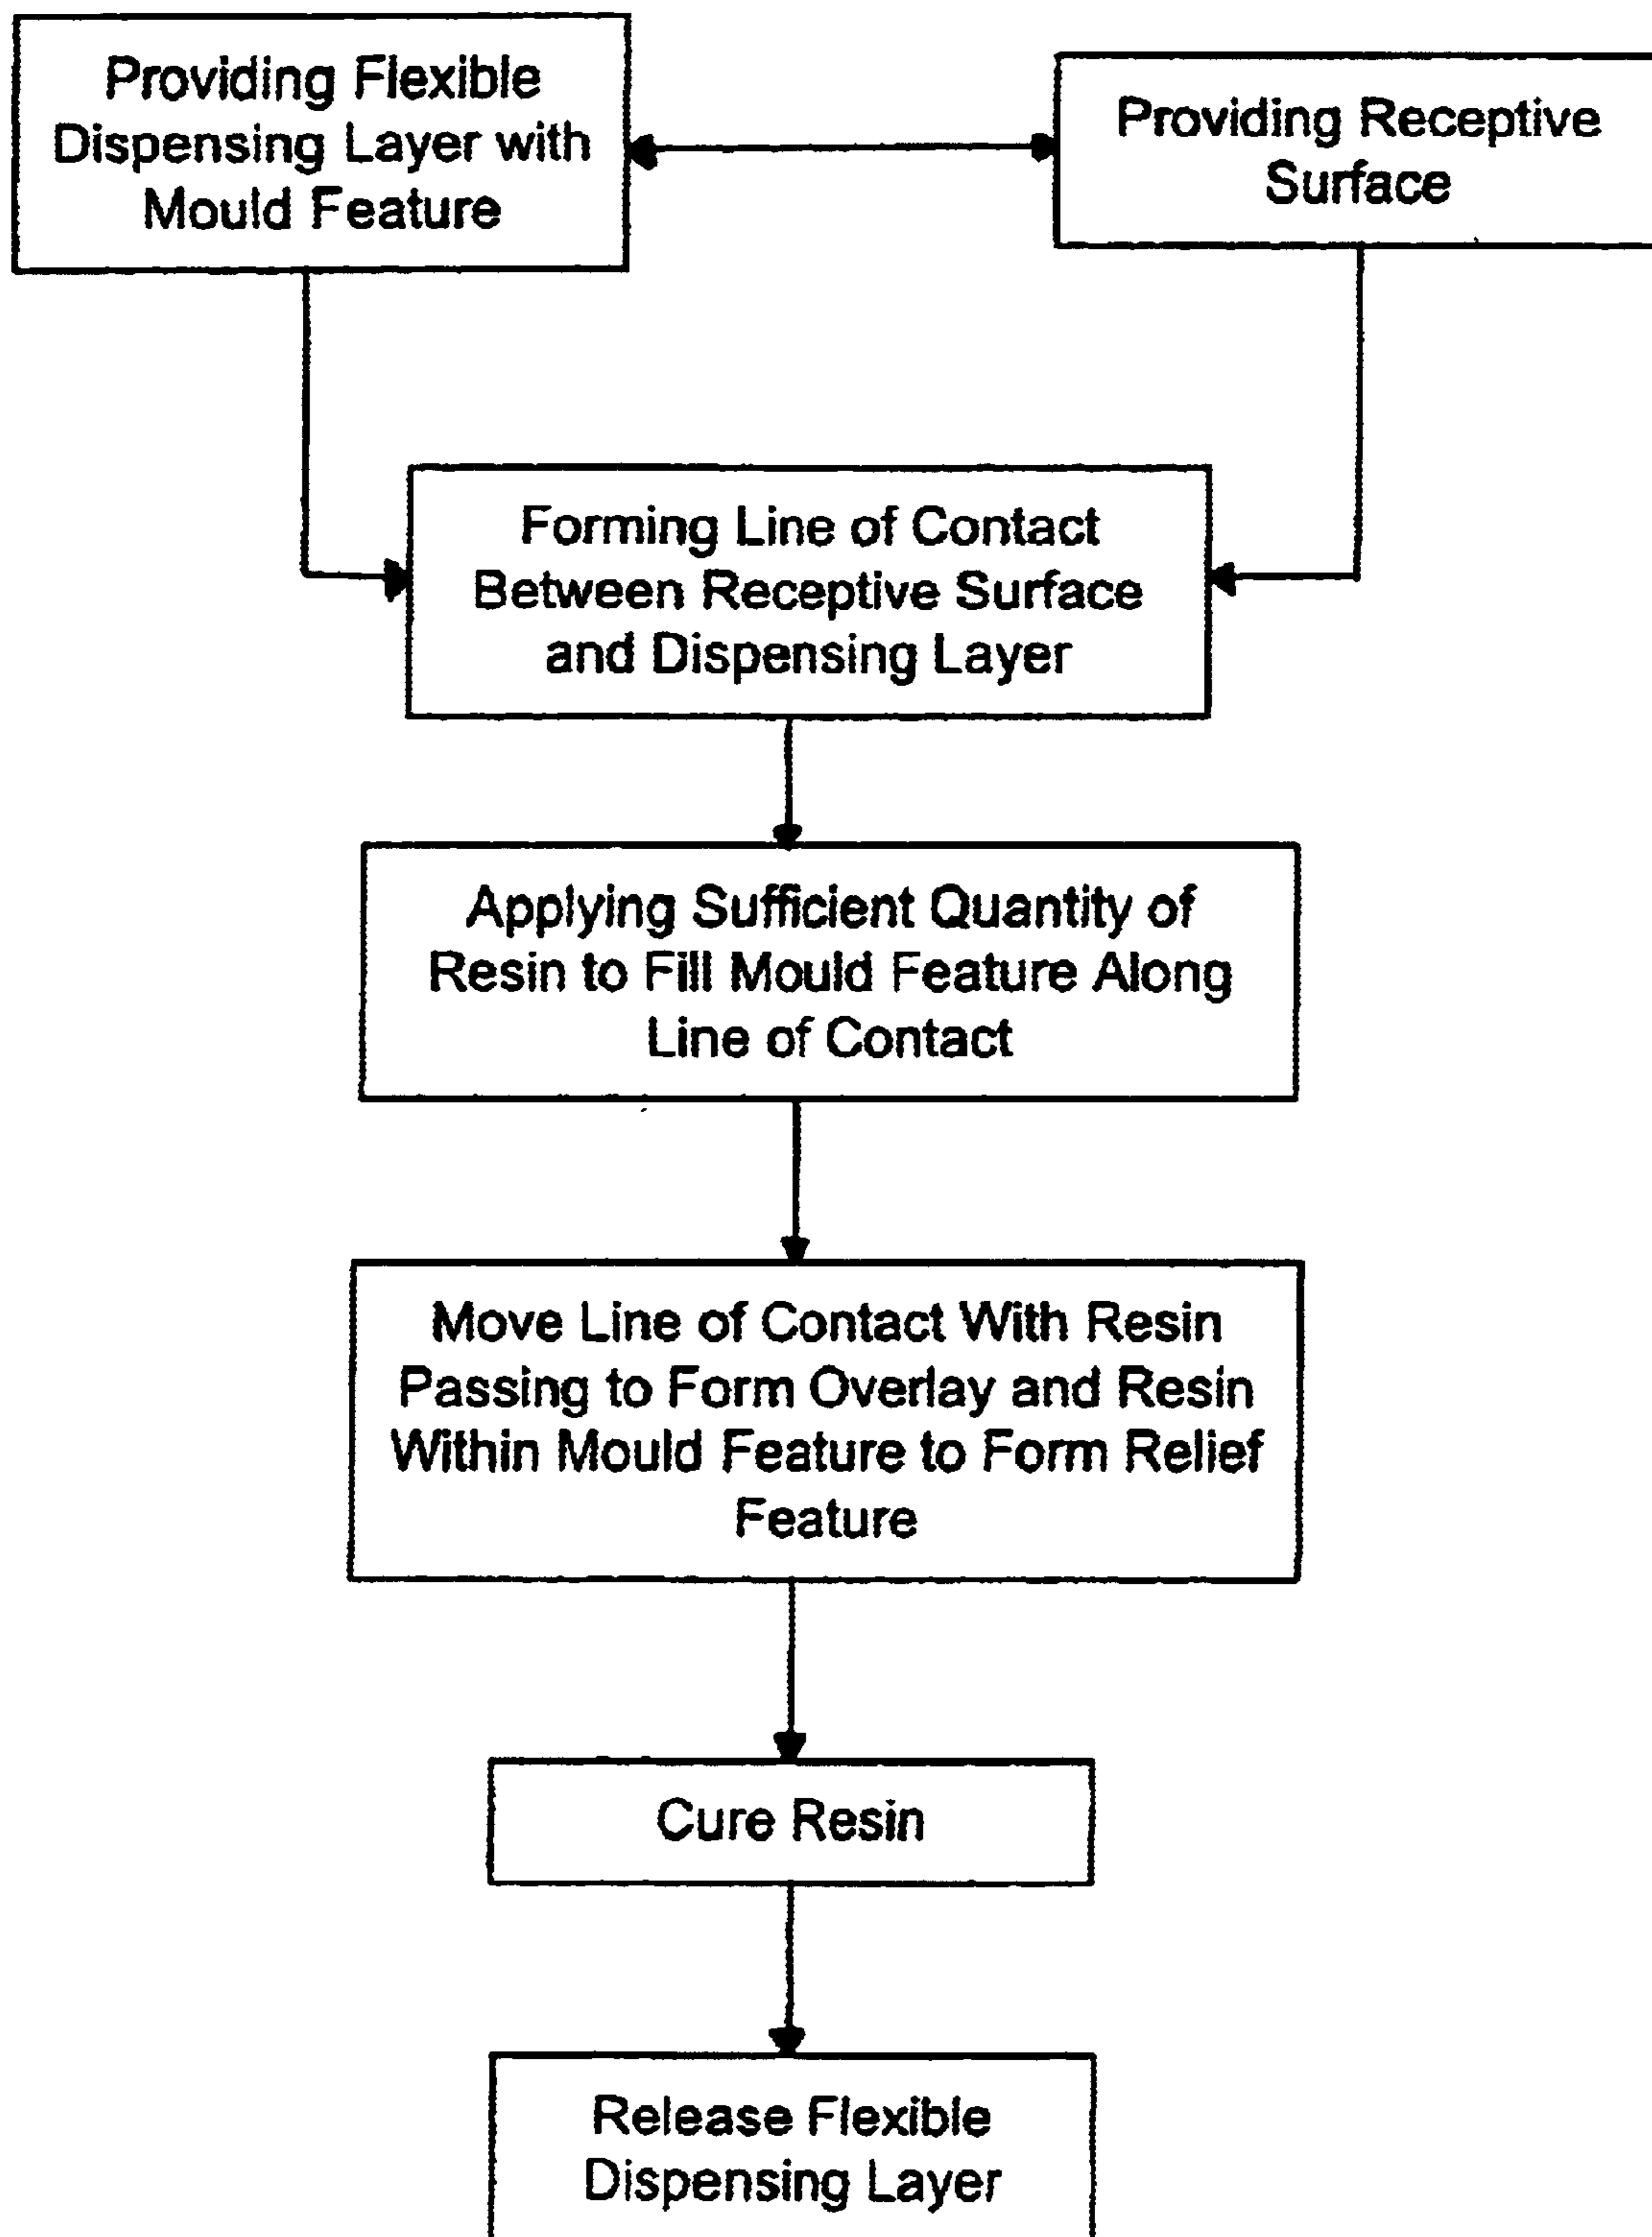 Providing Flexible
Dispensing Layer with
Mould Feature
Providing Receptive
Surface
Forming Line of Contact
Between Receptive Surface
and Dispensing Layer
Applying Sufficient Quantity of
Resin to Fill Mould Feature Along
Line of Contact
Move Line of Contact With Resin
Passing to Form Overlay and Resin
Within Mould Feature to Form Relief
Feature
Cure Resin
Release Flexible
Dispensing Layer